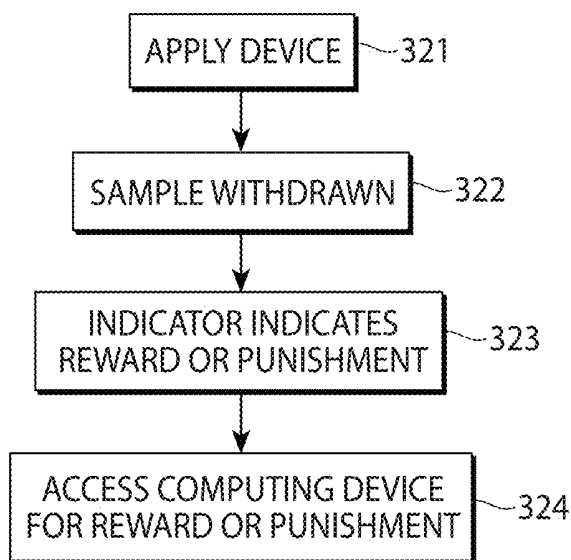 APPLY DEVICE
321
SAMPLE WITHDRAWN
322
INDICATOR INDICATES
REWARD OR PUNISHMENT
323
ACCESS COMPUTING DEVICE
FOR REWARD OR PUNISHMENT
324